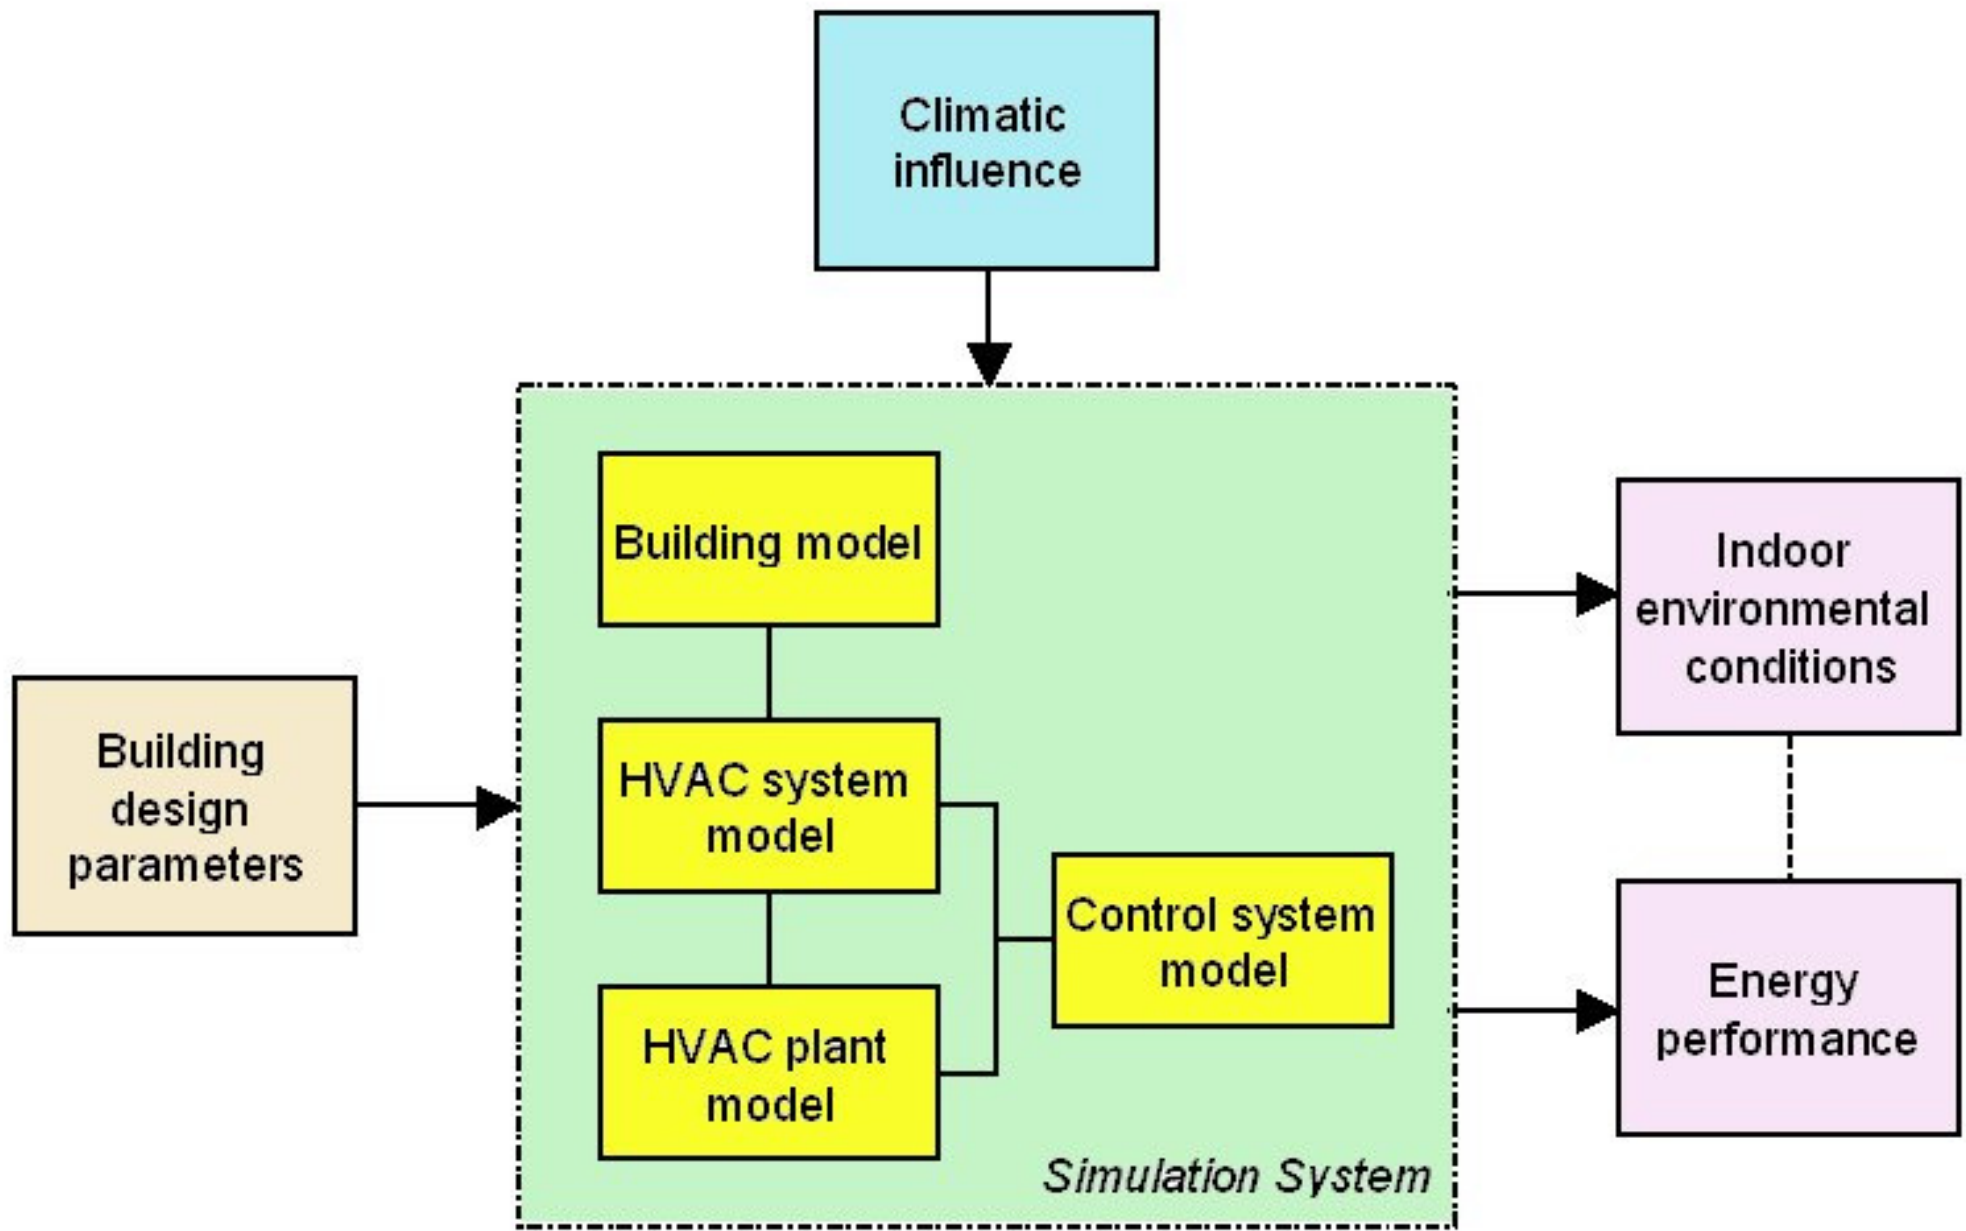 Climatic
influence
Building model
Indoor
environmental
conditions
Building
design
parameters
HVAC system
model
Control system
model
Energy
performance
HVAC plant
model
Simulation System